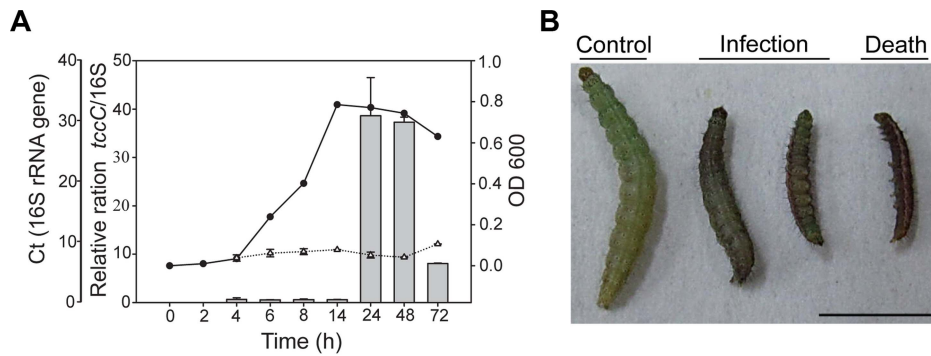 A
Ct (16S rRNA gene)
40
30
20
10
0
Relative ration tccC/16S
50
40
30
20
10
0
1.0
0.8
0.6
0.4
0.2
0.0
OD 600
0 2 4 6 8 14 24 48 72
Time (h)
B
Control Infection Death